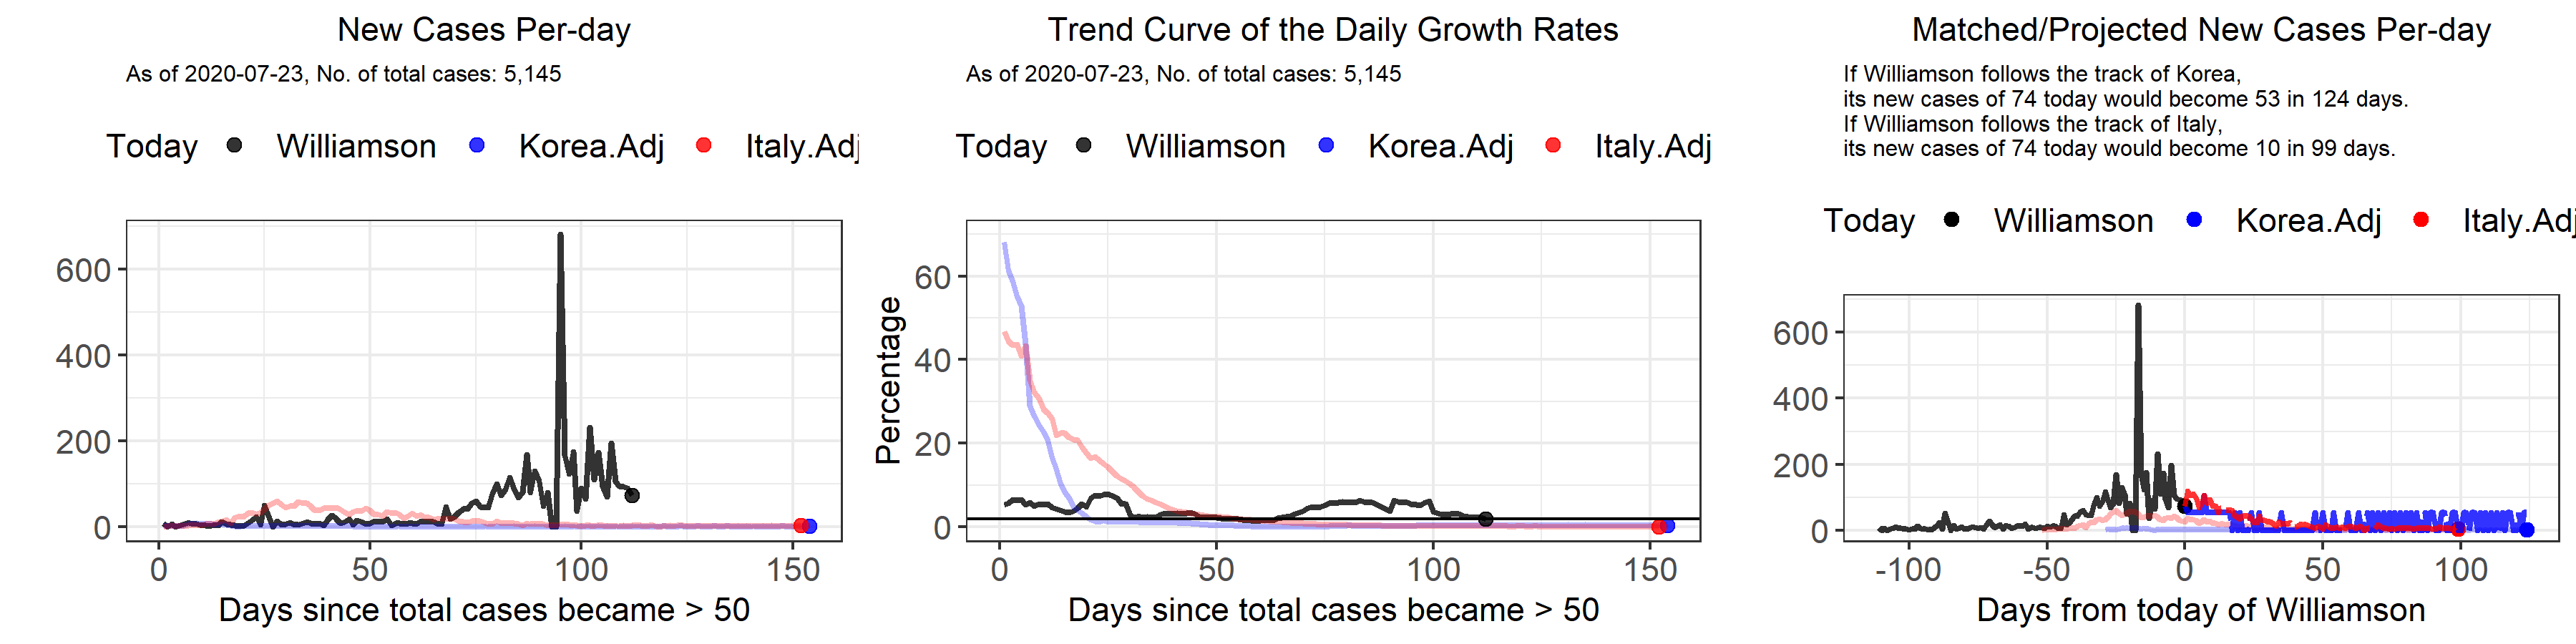 New Cases Per-day
As of 2020-07-23, No. of total cases: 5,145
Today Williamson Korea.Adj Italy.Adj
600
400
200
0
0 50 100 150
Days since total cases became > 50
Trend Curve of the Daily Growth Rates
As of 2020-07-23, No. of total cases: 5,145
Today Williamson Korea.Adj Italy.Adj
Percentage
60
40
20
0
0 50 100 150
Days since total cases became > 50
Matched/Projected New Cases Per-day
If Williamson follows the track of Korea,
its new cases of 74 today would become 53 in 124 days.
If Williamson follows the track of Italy,
its new cases of 74 today would become 10 in 99 days.
Today Williamson Korea.Adj Italy.Adj
600
400
200
0
-100 -50 0 50 100
Days from today of Williamson